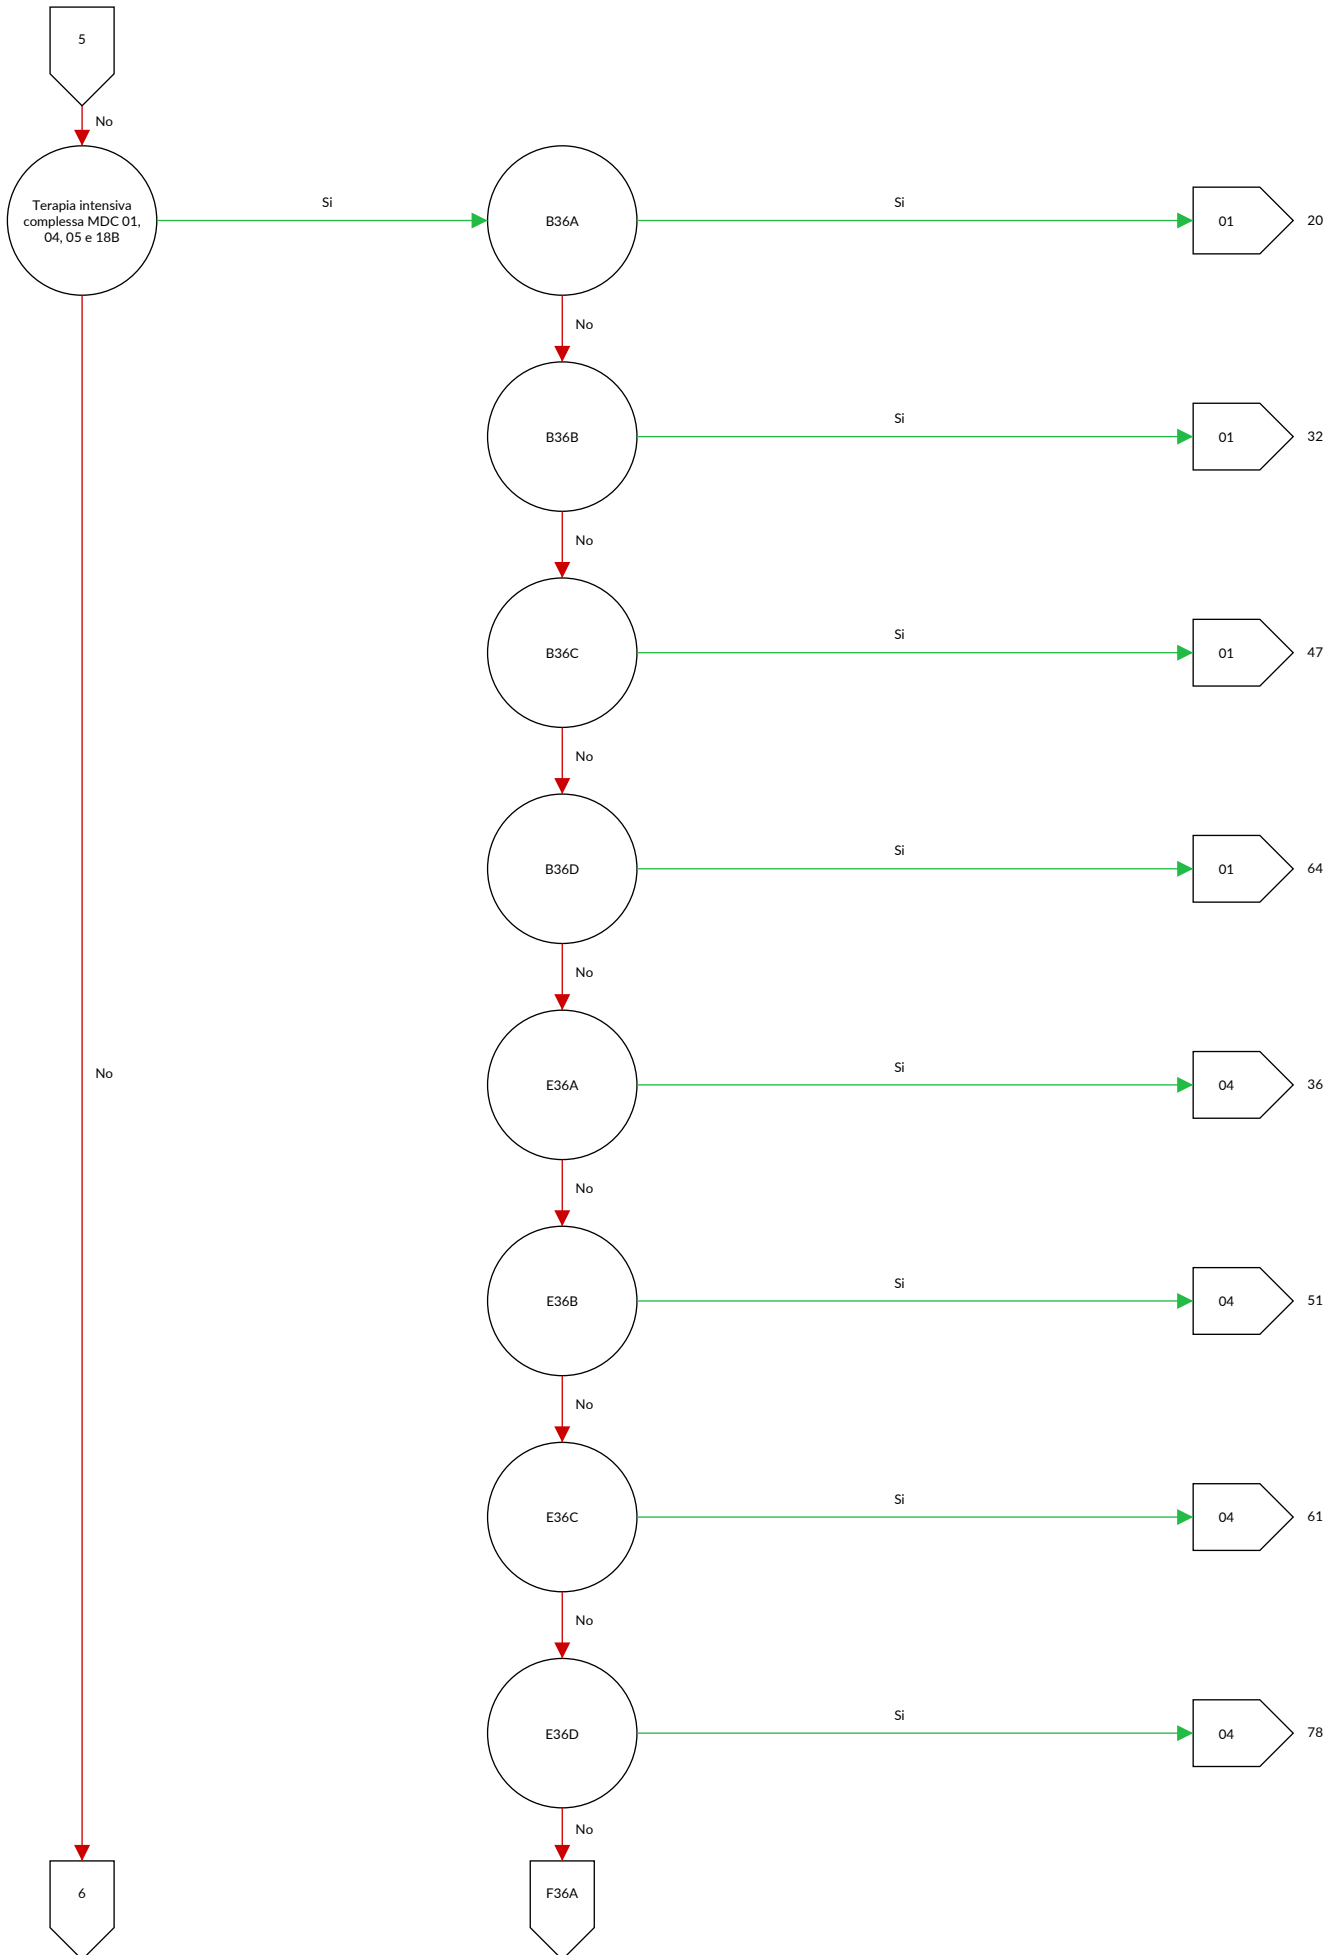 5
No
Terapia intensiva
complessa MDC 01,
04, 05 e 18B
Si
B36A
Si
01
20
No
B36B
Si
01
32
No
B36C
Si
01
47
No
B36D
Si
01
64
No
No
E36A
Si
04
36
No
E36B
Si
04
51
No
E36C
Si
04
61
No
E36D
Si
04
78
No
6
F36A